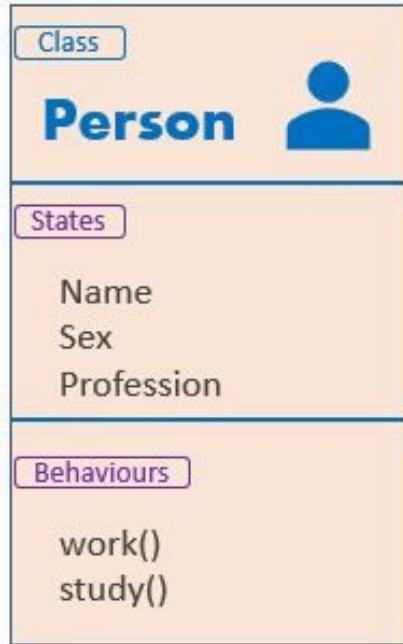 Class
Person
States
Name
Sex
Profession
Behaviours
work()
study()